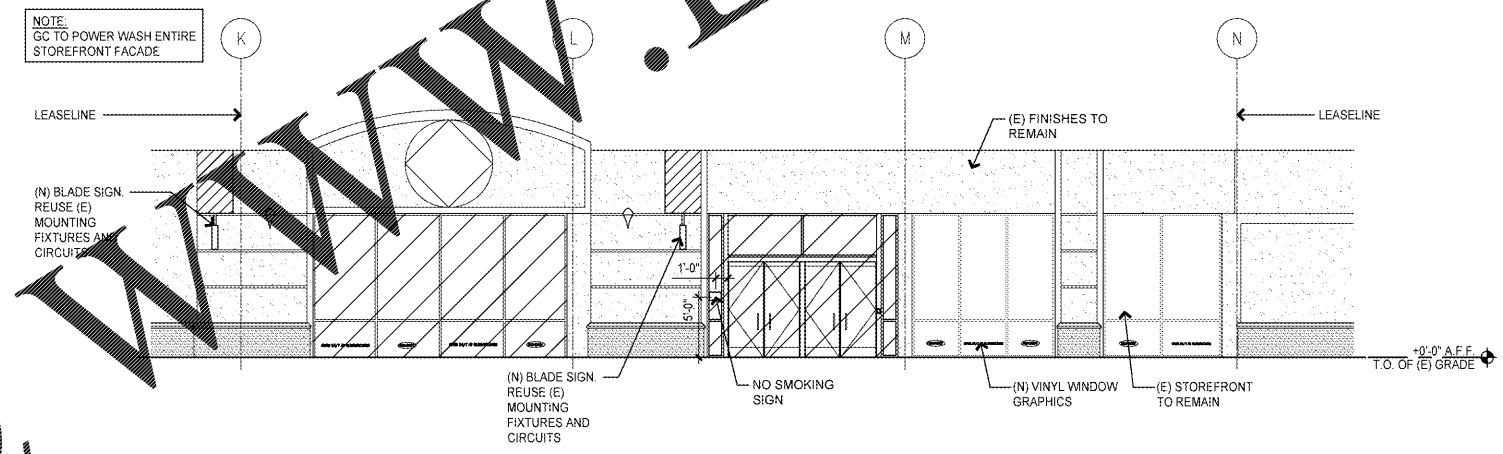 NOTE:
GC TO POWER WASH ENTIRE
STOREFRONT FACADE
K
L
M
N
LEASELINE
(E) FINISHES TO
REMAIN
LEASELINE
(N) BLADE SIGN.
REUSE (E)
MOUNTING
FIXTURES AND
CIRCUITS
1'-0"
5'-0"
(N) BLADE SIGN.
REUSE (E)
MOUNTING
FIXTURES AND
CIRCUITS
NO SMOKING
SIGN
(N) VINYL WINDOW
GRAPHICS
(E) STOREFRONT
TO REMAIN
+0'-0" A.F.F.
T.O. OF (E) GRADE
WWW.